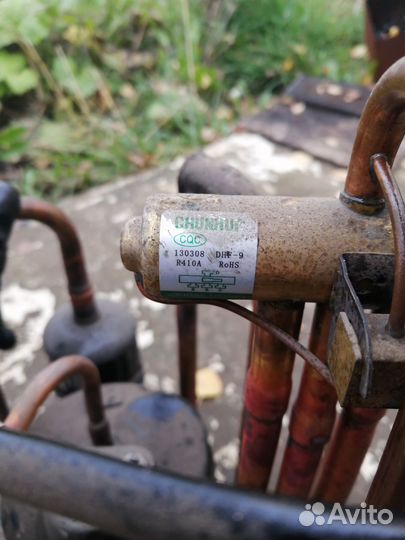 CHUNHUI
CQC
130308 DHF-9
R410A RoHS
Avito